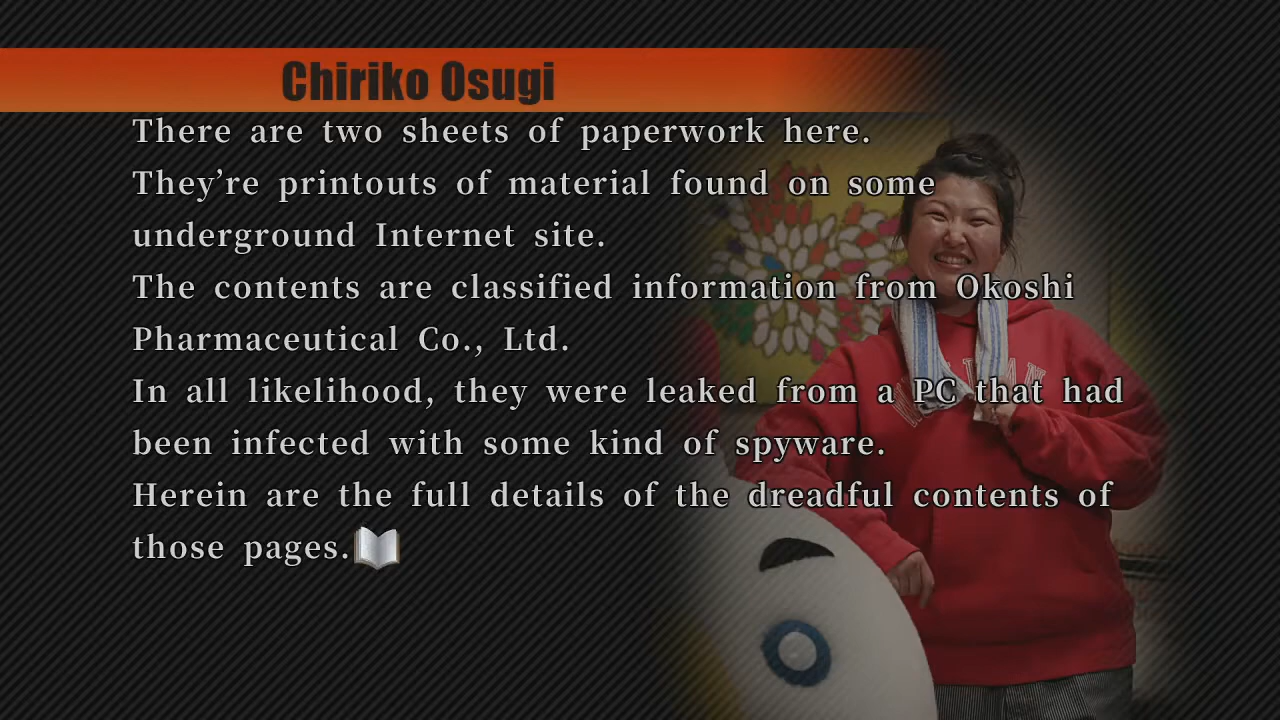 Chiriko Osugi
There are two sheets of paperwork here.
They’re printouts of material found on some
underground Internet site.
The contents are classified information from Okoshi
Pharmaceutical Co., Ltd.
In all likelihood, they were leaked from a PC that had
been infected with some kind of spyware.
Herein are the full details of the dreadful contents of
those pages.